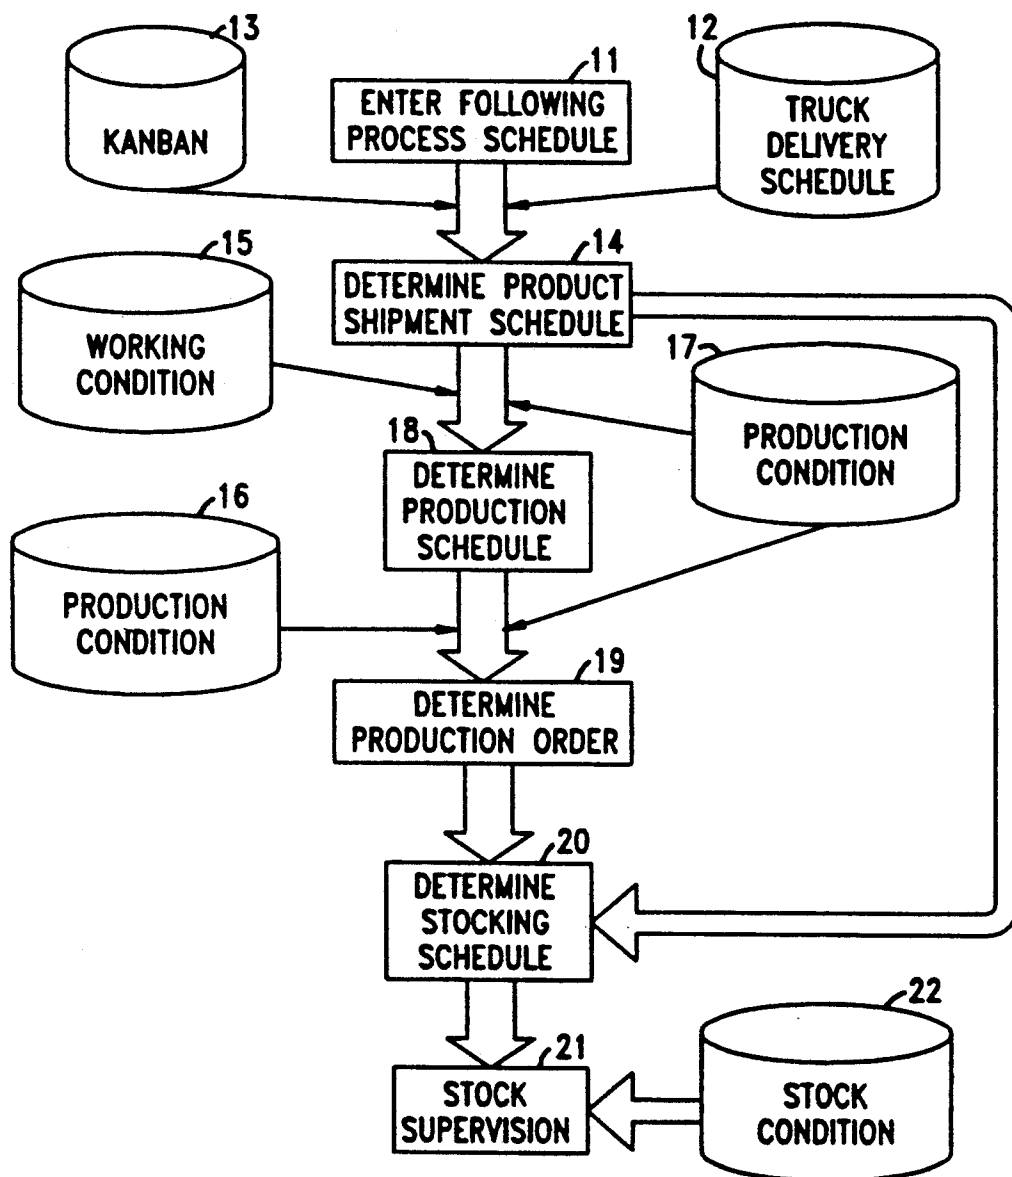 13
KANBAN
11
ENTER FOLLOWING
PROCESS SCHEDULE
12
TRUCK
DELIVERY
SCHEDULE
14
DETERMINE PRODUCT
SHIPMENT SCHEDULE
15
WORKING
CONDITION
17
PRODUCTION
CONDITION
18
DETERMINE
PRODUCTION
SCHEDULE
16
PRODUCTION
CONDITION
19
DETERMINE
PRODUCTION ORDER
20
DETERMINE
STOCKING
SCHEDULE
21
STOCK
SUPERVISION
22
STOCK
CONDITION